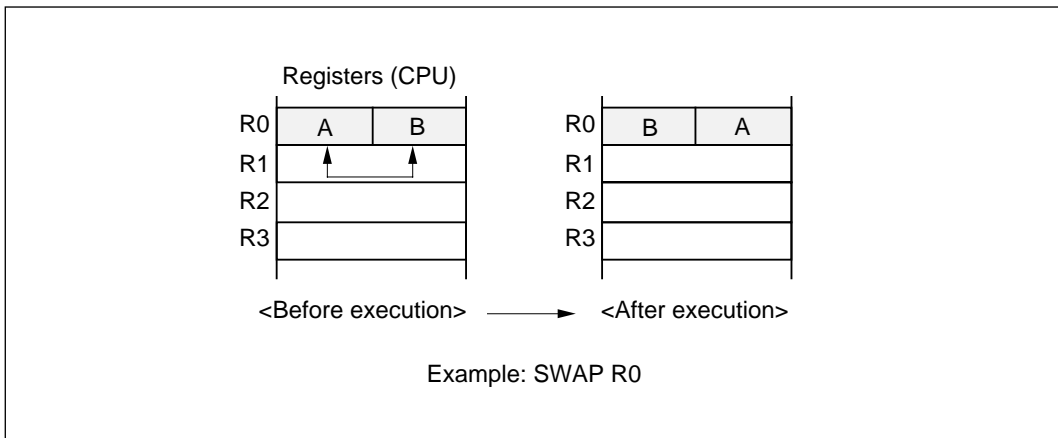 Registers (CPU)
R0 A B R0 B A
R1 R1
R2 R2
R3 R3
<Before execution> <After execution>
Example: SWAP R0